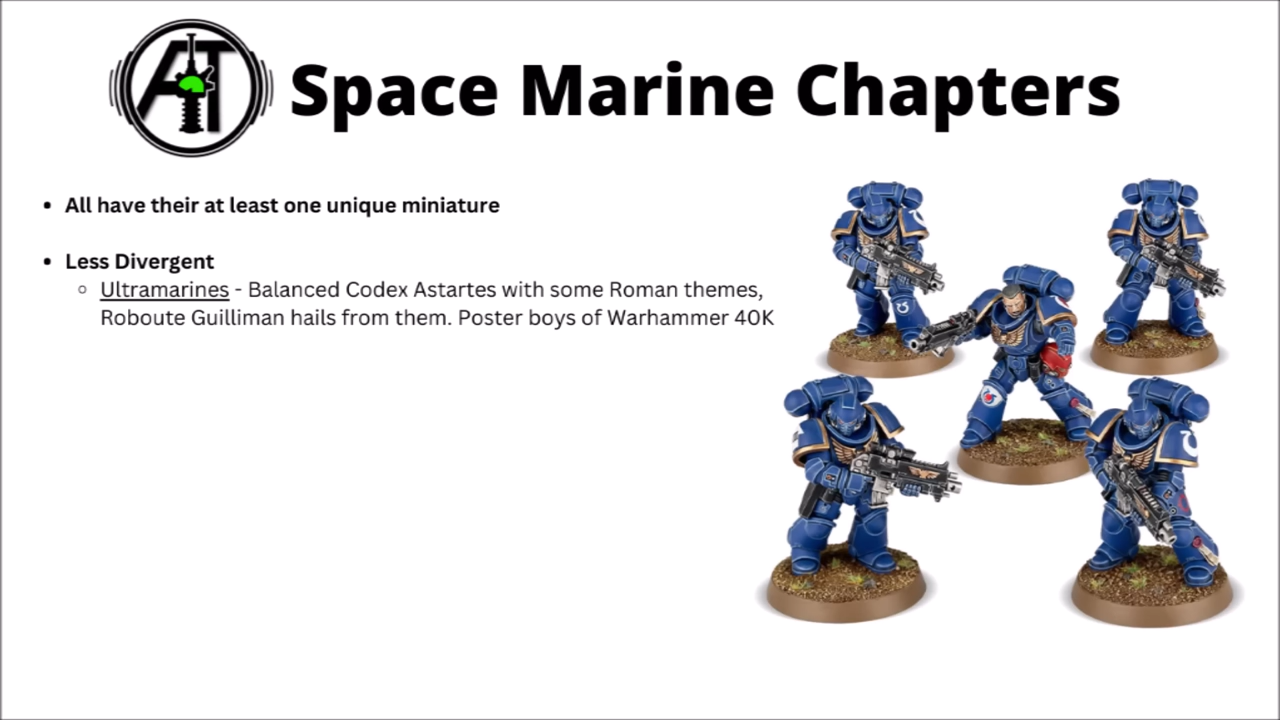 AT
Space Marine Chapters
• All have their at least one unique miniature
• Less Divergent
○ Ultramarines - Balanced Codex Astartes with some Roman themes,
Roboute Guilliman hails from them. Poster boys of Warhammer 40K